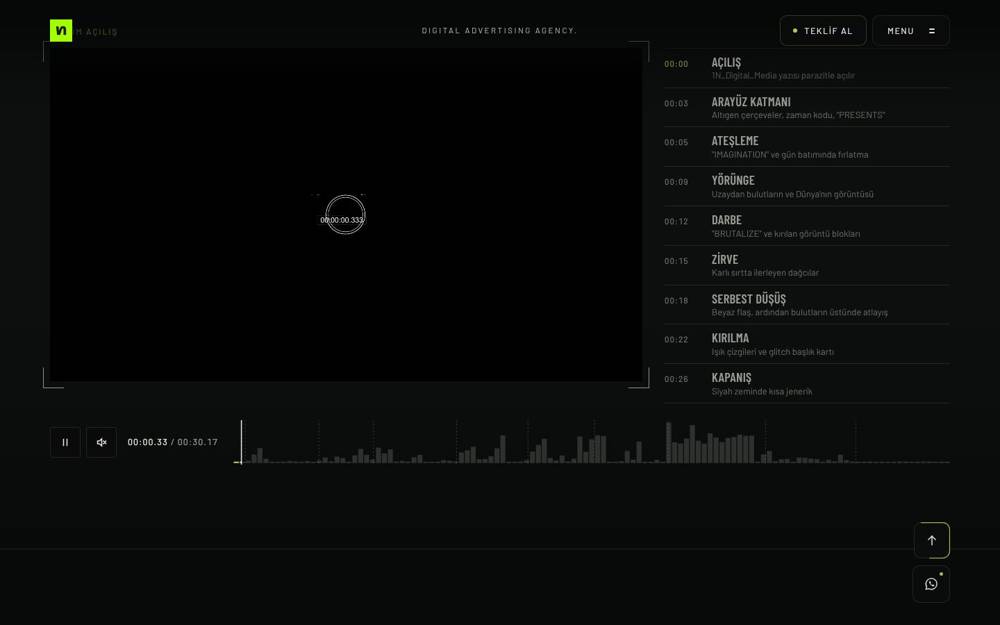 M AÇILIŞ
DIGITAL ADVERTISING AGENCY.
TEKLİF AL
MENU
00:00:00.333
00:00 AÇILIŞ
1N_Digital_Media yazısı parazitle açılır
00:03 ARAYÜZ KATMANI
Altıgen çerçeveler, zaman kodu, "PRESENTS"
00:05 ATEŞLEME
"IMAGINATION" ve gün batımında fırlatma
00:09 YÖRÜNGE
Uzaydan bulutların ve Dünya'nın görüntüsü
00:12 DARBE
"BRUTALIZE" ve kırılan görüntü blokları
00:15 ZİRVE
Karlı sırtta ilerleyen dağcılar
00:18 SERBEST DÜŞÜŞ
Beyaz flaş, ardından bulutların üstünde atlayış
00:22 KIRILMA
Işık çizgileri ve glitch başlık kartı
00:26 KAPANIŞ
Siyah zeminde kısa jenerik
00:00.33 / 00:30.17